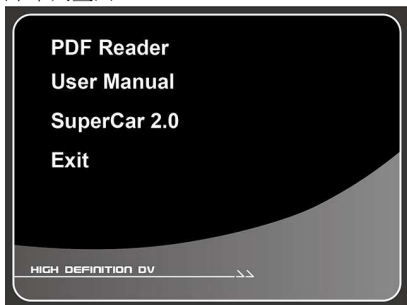 PDF Reader
User Manual
SuperCar 2.0
Exit
HIGH DEFINITION DV